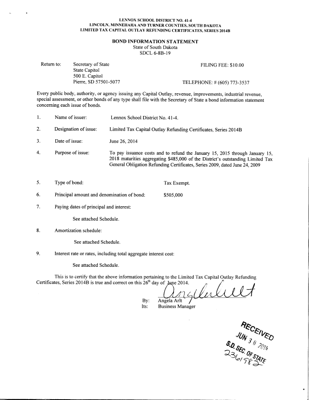 LENNOX SCHOOL DISTRICT NO. 41-4
LINCOLN, MINNEHAHA AND TURNER COUNTIES, SOUTH DAKOTA
LIMITED TAX CAPITAL OUTLAY REFUNDING CERTIFICATES, SERIES 2014B
BOND INFORMATION STATEMENT
State of South Dakota
SDCL 6-8B-19
Return to: Secretary of State FILING FEE: $10.00
State Capitol
500 E. Capitol
Pierre, SD 57501-5077 TELEPHONE # (605) 773-3537
Every public body, authority, or agency issuing any Capital Outlay, revenue, improvements, industrial revenue,
special assessment, or other bonds of any type shall file with the Secretary of State a bond information statement
concerning each issue of bonds.
1. Name of issuer: Lennox School District No. 41-4.
2. Designation of issue: Limited Tax Capital Outlay Refunding Certificates, Series 2014B
3. Date of issue: June 26, 2014
4. Purpose of issue: To pay issuance costs and to refund the January 15, 2015 through January 15,
2018 maturities aggregating $485,000 of the District's outstanding Limited Tax
General Obligation Refunding Certificates, Series 2009, dated June 24, 2009
5. Type of bond: Tax Exempt.
6. Principal amount and denomination of bond: $505,000
7. Paying dates of principal and interest:
See attached Schedule.
8. Amortization schedule:
See attached Schedule.
9. Interest rate or rates, including total aggregate interest cost:
See attached Schedule.
This is to certify that the above information pertaining to the Limited Tax Capital Outlay Refunding
Certificates, Series 2014B is true and correct on this 26th day of June 2014.
By: Angela Arlt
Its: Business Manager
RECEIVED
JUN 30 2014
S.D. SEC. OF STATE